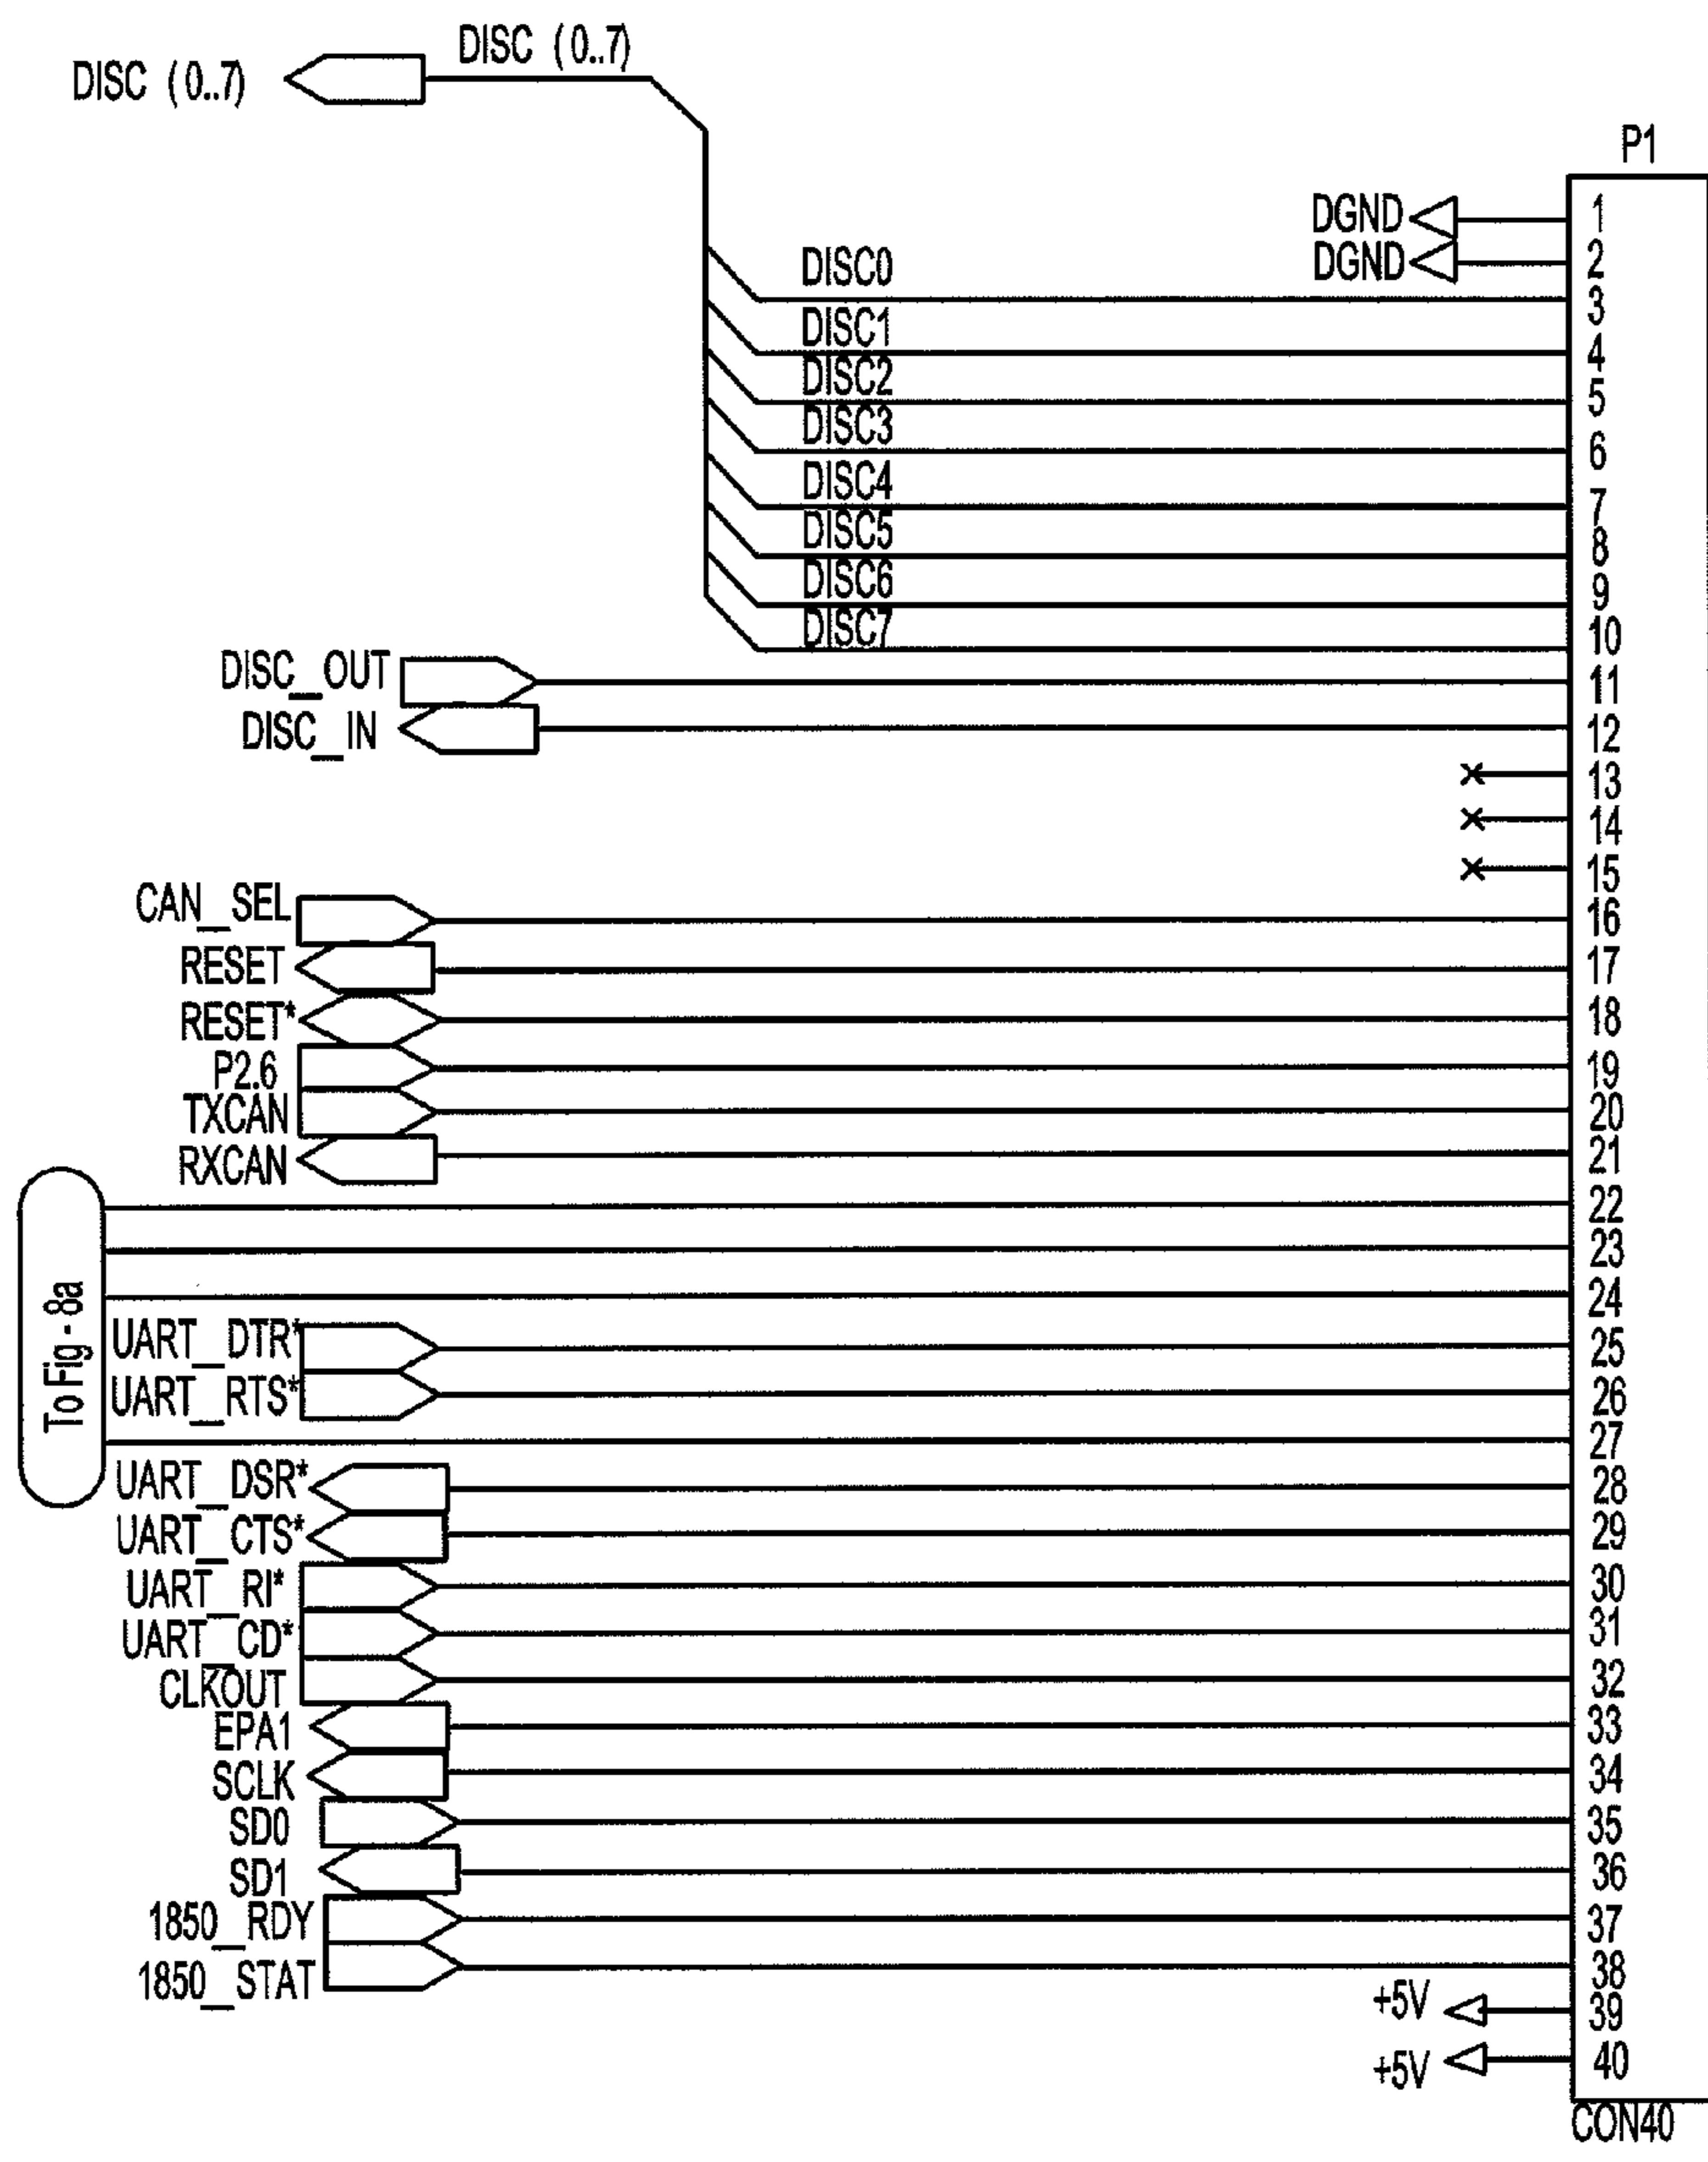 DISC (0..7) DISC (0..7)
P1
DGND 1
DGND 2
DISC0 3
DISC1 4
DISC2 5
DISC3 6
DISC4 7
DISC5 8
DISC6 9
DISC7 10
DISC_OUT 11
DISC_IN 12
13
14
15
CAN_SEL 16
RESET 17
RESET* 18
P2.6 19
TXCAN 20
RXCAN 21
22
23
24
To Fig - 8a
UART_DTR* 25
UART_RTS* 26
27
UART_DSR* 28
UART_CTS* 29
UART_RI* 30
UART_CD* 31
CLKOUT 32
EPA1 33
SCLK 34
SD0 35
SD1 36
1850_RDY 37
1850_STAT 38
+5V 39
+5V 40
CON40